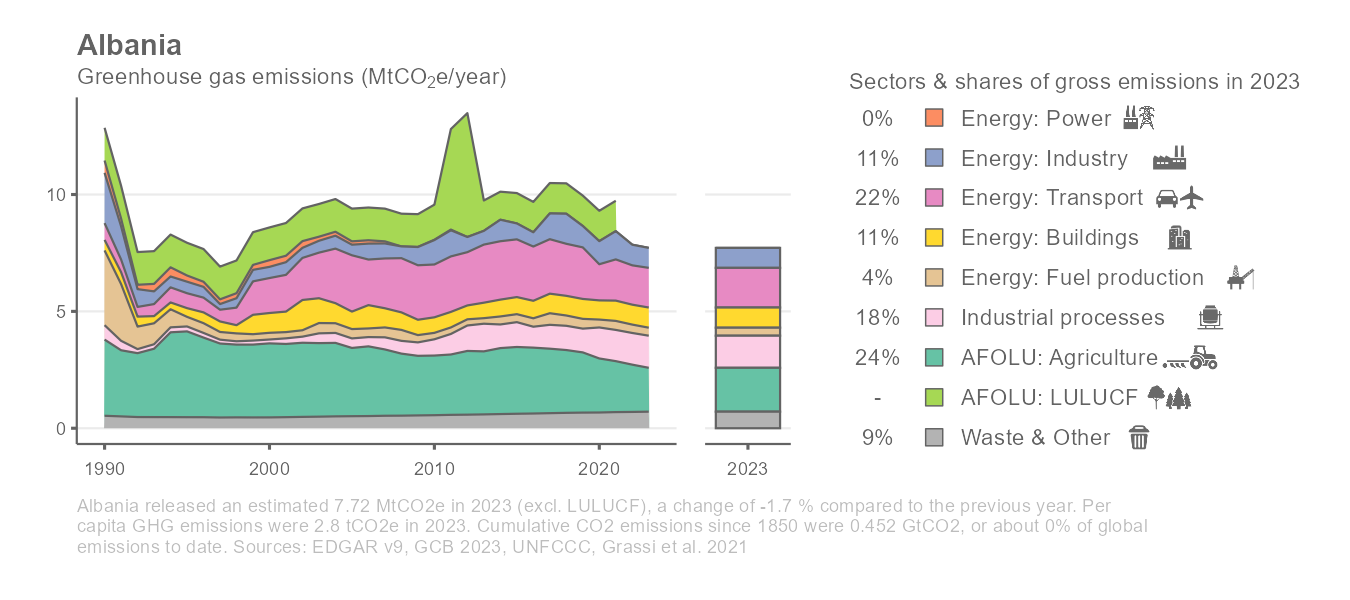 Albania
Greenhouse gas emissions (MtCO₂e/year)
10
5
0
1990
2000
2010
2020
2023
Sectors & shares of gross emissions in 2023
0% Energy: Power
11% Energy: Industry
22% Energy: Transport
11% Energy: Buildings
4% Energy: Fuel production
18% Industrial processes
24% AFOLU: Agriculture
- AFOLU: LULUCF
9% Waste & Other
Albania released an estimated 7.72 MtCO2e in 2023 (excl. LULUCF), a change of -1.7 % compared to the previous year. Per
capita GHG emissions were 2.8 tCO2e in 2023. Cumulative CO2 emissions since 1850 were 0.452 GtCO2, or about 0% of global
emissions to date. Sources: EDGAR v9, GCB 2023, UNFCCC, Grassi et al. 2021